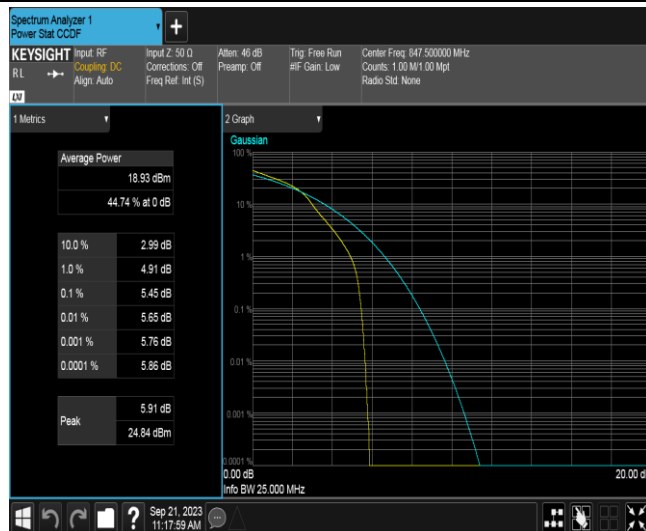 Spectrum Analyzer 1
Power Stat CCDF
KEYSIGHT
RL
Input: RF
Coupling: DC
Align: Auto
Input Z: 50 Ω
Corrections: Off
Freq Ref: Int (S)
Atten: 46 dB
Preamp: Off
Trig: Free Run
#IF Gain: Low
Center Freq: 847.500000 MHz
Counts: 1.00 M/1.00 Mpt
Radio Std: None
1 Metrics
Average Power
18.93 dBm
44.74 % at 0 dB
10.0 % 2.99 dB
1.0 % 4.91 dB
0.1 % 5.45 dB
0.01 % 5.65 dB
0.001 % 5.76 dB
0.0001 % 5.86 dB
Peak
5.91 dB
24.84 dBm
2 Graph
Gaussian
100 %
10 %
1 %
0.1 %
0.01 %
0.001 %
0.0001 %
0.00 dB
20.00 d
Info BW 25.000 MHz
Sep 21, 2023
11:17:59 AM